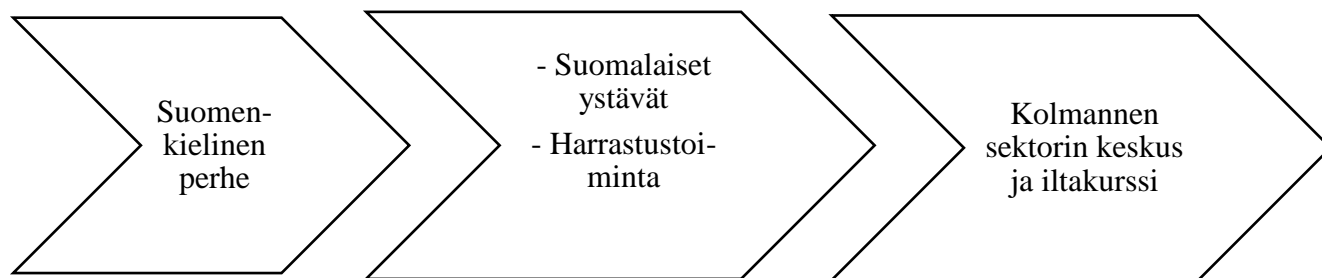 Suomen-
kielinen
perhe
- Suomalaiset
ystävät
- Harrastustoi-
minta
Kolmannen
sektorin keskus
ja iltakurssi